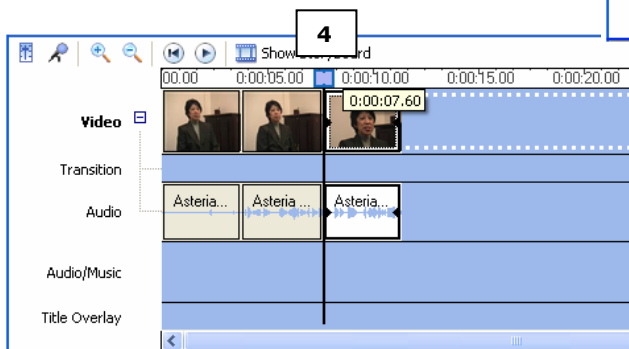 4
Show
board
00.00 0:00:05.00 0:00:10.00 0:00:15.00 0:00:20.00
0:00:07.60
Video
Transition
Audio
Asteria... Asteria ... Asteria...
Audio/Music
Title Overlay